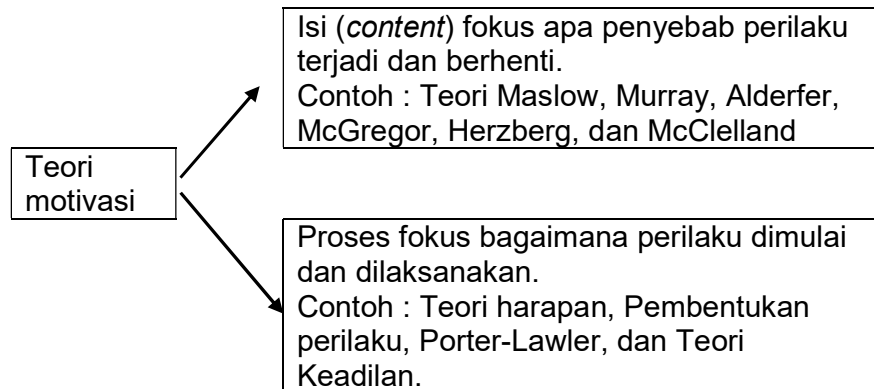 Isi (content) fokus apa penyebab perilaku
terjadi dan berhenti.
Contoh : Teori Maslow, Murray, Alderfer,
McGregor, Herzberg, dan McClelland
Teori
motivasi
Proses fokus bagaimana perilaku dimulai
dan dilaksanakan.
Contoh : Teori harapan, Pembentukan
perilaku, Porter-Lawler, dan Teori
Keadilan.